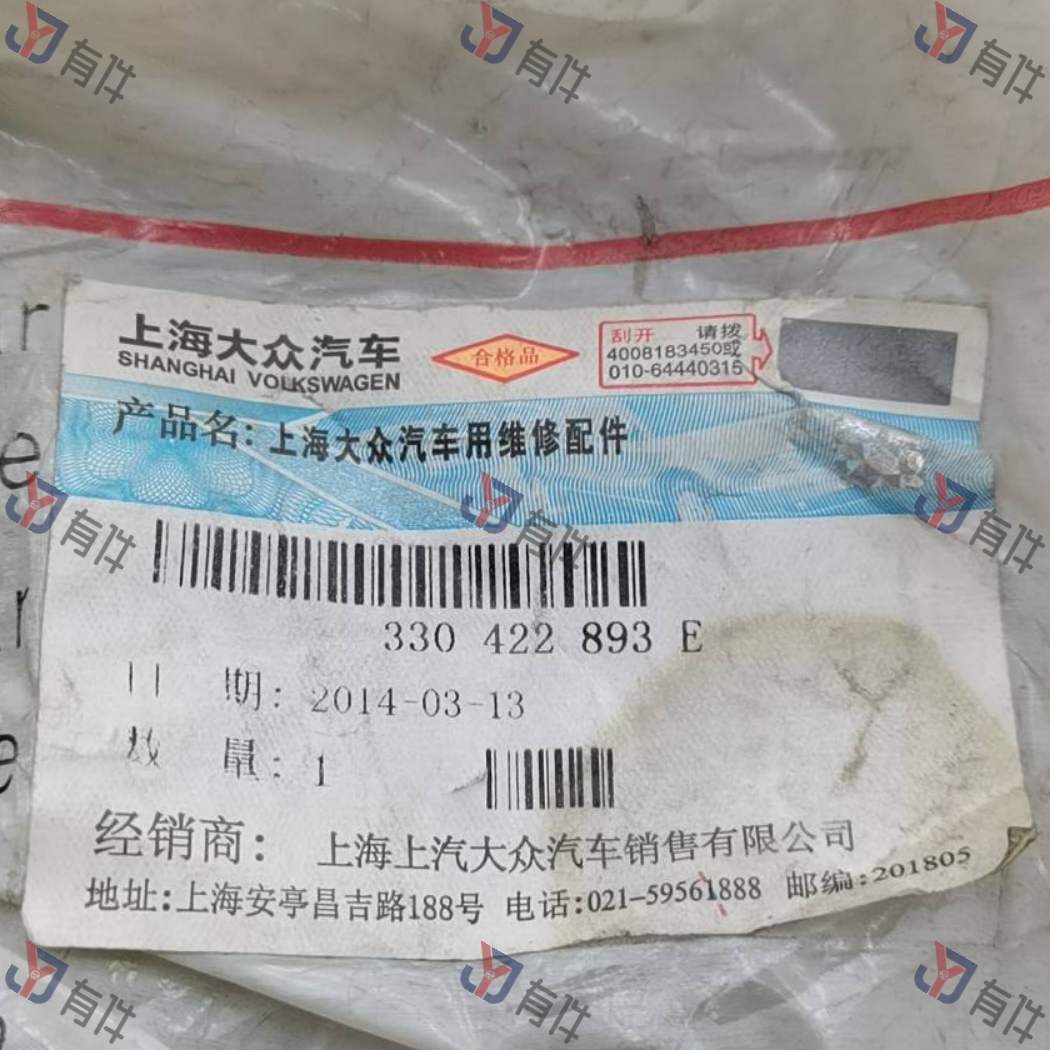 上海大众汽车
SHANGHAI VOLKSWAGEN
合格品
刮开 请拨
4008183450或
010-64440315
产品名: 上海大众汽车用维修配件
330 422 893 E
日 期: 2014-03-13
数 量: 1
经销商: 上海上汽大众汽车销售有限公司
地址:上海安亭昌吉路188号 电话:021-59561888 邮编:201805
r
e
r
e
有件
有件
有件
有件
有件
有件
有件
有件
有件